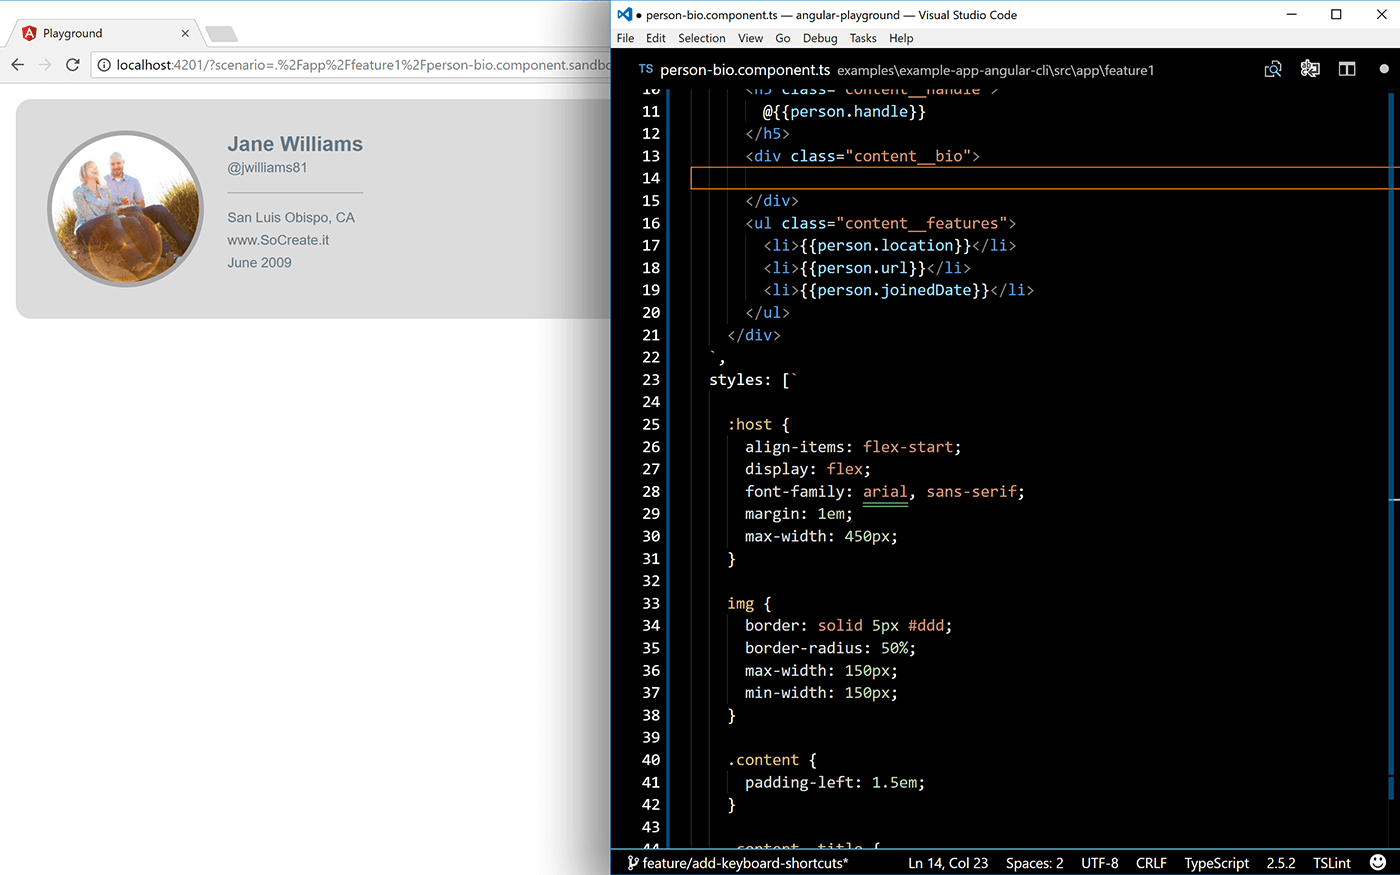 Playground
localhost:4201/?scenario=.%2Fapp%2Ffeature1%2Fperson-bio.component.sandbo
Jane Williams
@jwilliams81
San Luis Obispo, CA
www.SoCreate.it
June 2009
person-bio.component.ts — angular-playground — Visual Studio Code
File Edit Selection View Go Debug Tasks Help
TS person-bio.component.ts examples\example-app-angular-cli\src\app\feature1
10 <h5 class="content__handle">
11 @{{person.handle}}
12 </h5>
13 <div class="content__bio">
14
15 </div>
16 <ul class="content__features">
17 <li>{{person.location}}</li>
18 <li>{{person.url}}</li>
19 <li>{{person.joinedDate}}</li>
20 </ul>
21 </div>
22 `,
23 styles: [`
24
25 :host {
26 align-items: flex-start;
27 display: flex;
28 font-family: arial, sans-serif;
29 margin: 1em;
30 max-width: 450px;
31 }
32
33 img {
34 border: solid 5px #ddd;
35 border-radius: 50%;
36 max-width: 150px;
37 min-width: 150px;
38 }
39
40 .content {
41 padding-left: 1.5em;
42 }
43
44 .content__title {
feature/add-keyboard-shortcuts* Ln 14, Col 23 Spaces: 2 UTF-8 CRLF TypeScript 2.5.2 TSLint